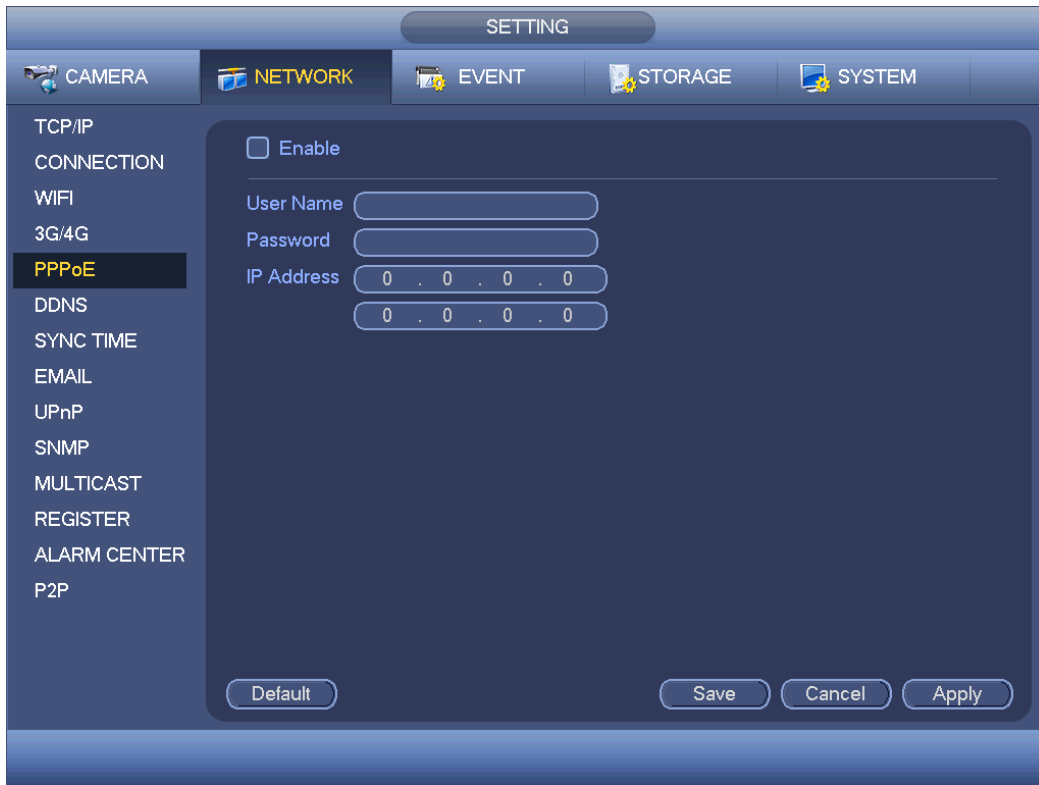 SETTING
CAMERA NETWORK EVENT STORAGE SYSTEM
TCP/IP
CONNECTION
WIFI
3G/4G
PPPoE
DDNS
SYNC TIME
EMAIL
UPnP
SNMP
MULTICAST
REGISTER
ALARM CENTER
P2P
Enable
User Name
Password
IP Address 0 . 0 . 0 . 0
0 . 0 . 0 . 0
Default Save Cancel Apply